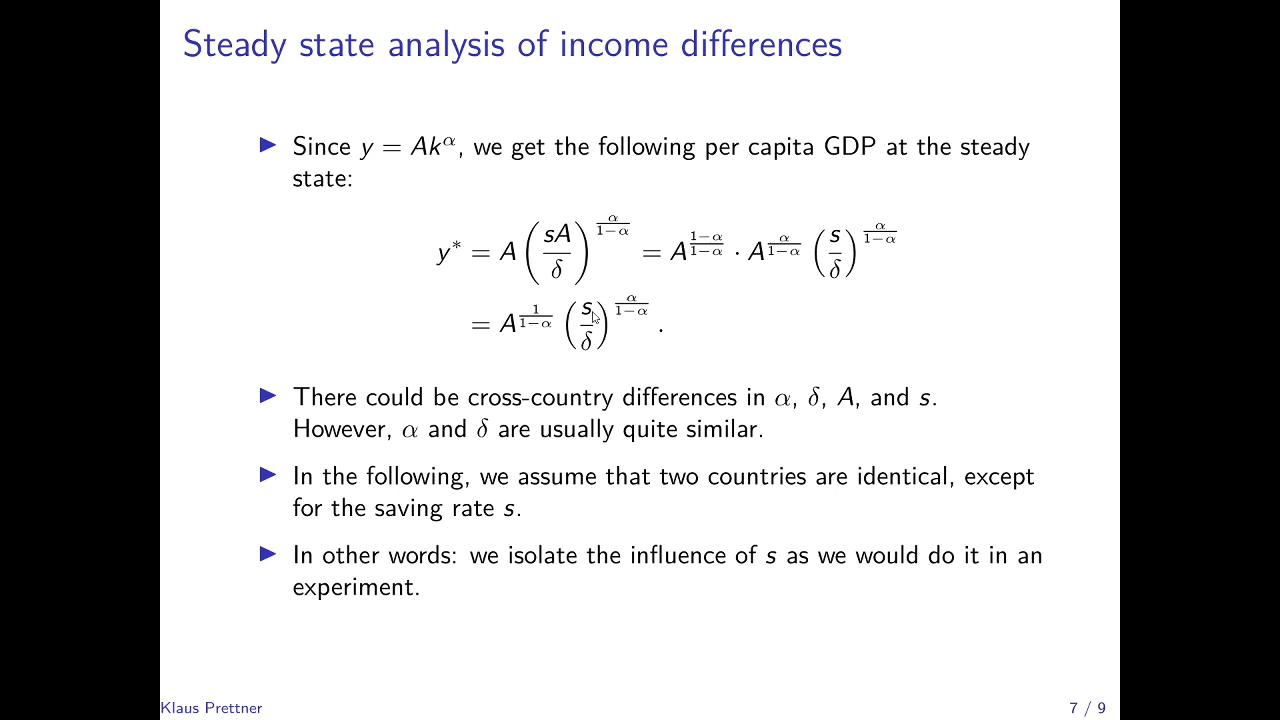 Steady state analysis of income differences
▶ Since y = Ak^α, we get the following per capita GDP at the steady
state:
y* = A (sA/δ)^(α/(1−α)) = A^((1−α)/(1−α)) · A^(α/(1−α)) (s/δ)^(α/(1−α))
= A^(1/(1−α)) (s/δ)^(α/(1−α)) .
▶ There could be cross-country differences in α, δ, A, and s.
However, α and δ are usually quite similar.
▶ In the following, we assume that two countries are identical, except
for the saving rate s.
▶ In other words: we isolate the influence of s as we would do it in an
experiment.
Klaus Prettner 7 / 9